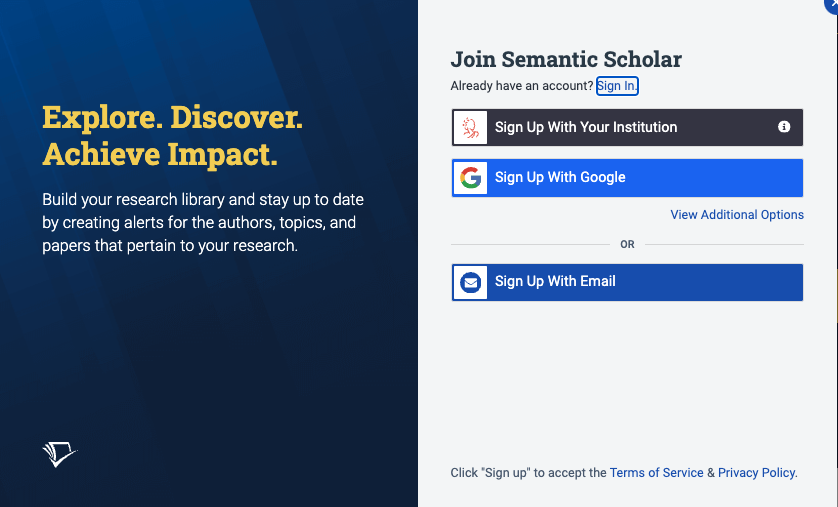 Explore. Discover.
Achieve Impact.
Build your research library and stay up to date
by creating alerts for the authors, topics, and
papers that pertain to your research.
Join Semantic Scholar
Already have an account? Sign In.
Sign Up With Your Institution
Sign Up With Google
View Additional Options
OR
Sign Up With Email
Click "Sign up" to accept the Terms of Service & Privacy Policy.